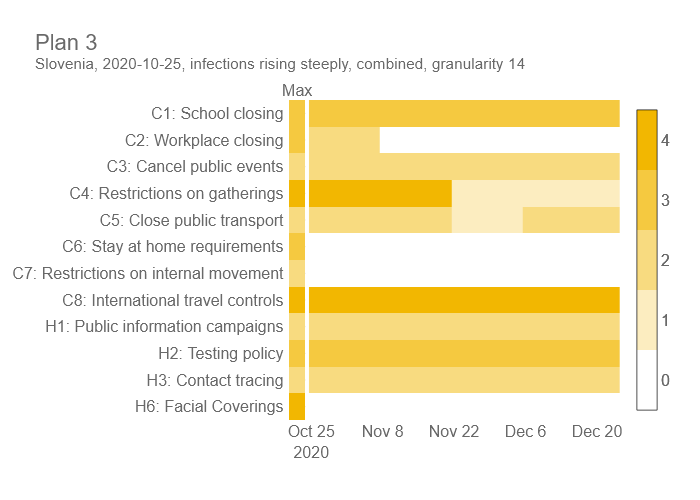 Plan 3
Slovenia, 2020-10-25, infections rising steeply, combined, granularity 14
Max
C1: School closing
C2: Workplace closing
C3: Cancel public events
C4: Restrictions on gatherings
C5: Close public transport
C6: Stay at home requirements
C7: Restrictions on internal movement
C8: International travel controls
H1: Public information campaigns
H2: Testing policy
H3: Contact tracing
H6: Facial Coverings
Oct 25 Nov 8 Nov 22 Dec 6 Dec 20
2020
4
3
2
1
0